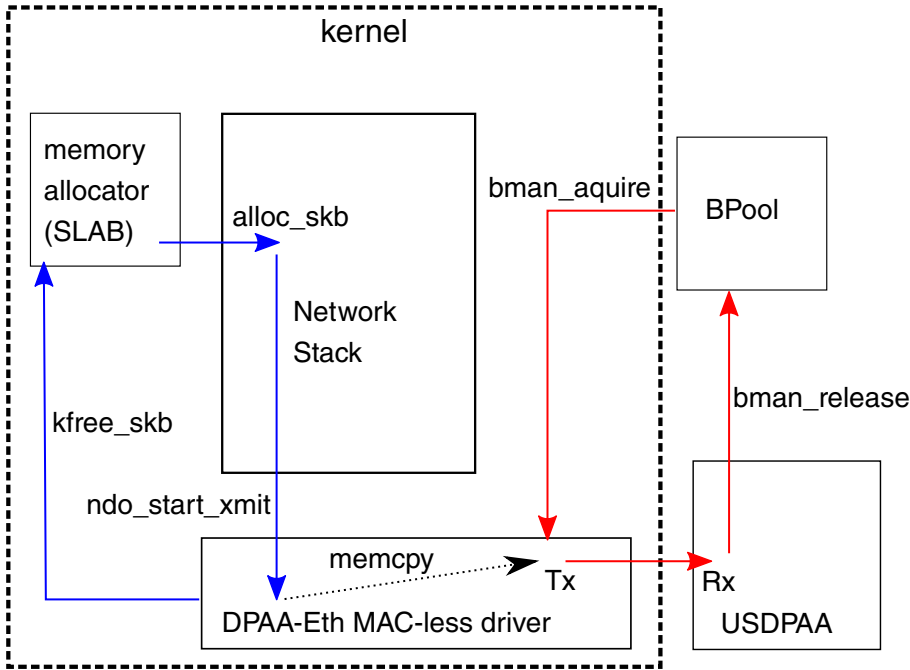 kernel
memory
allocator
(SLAB)
alloc_skb
bman_aquire
BPool
Network
Stack
kfree_skb
bman_release
ndo_start_xmit
memcpy
Tx
Rx
DPAA-Eth MAC-less driver
USDPAA